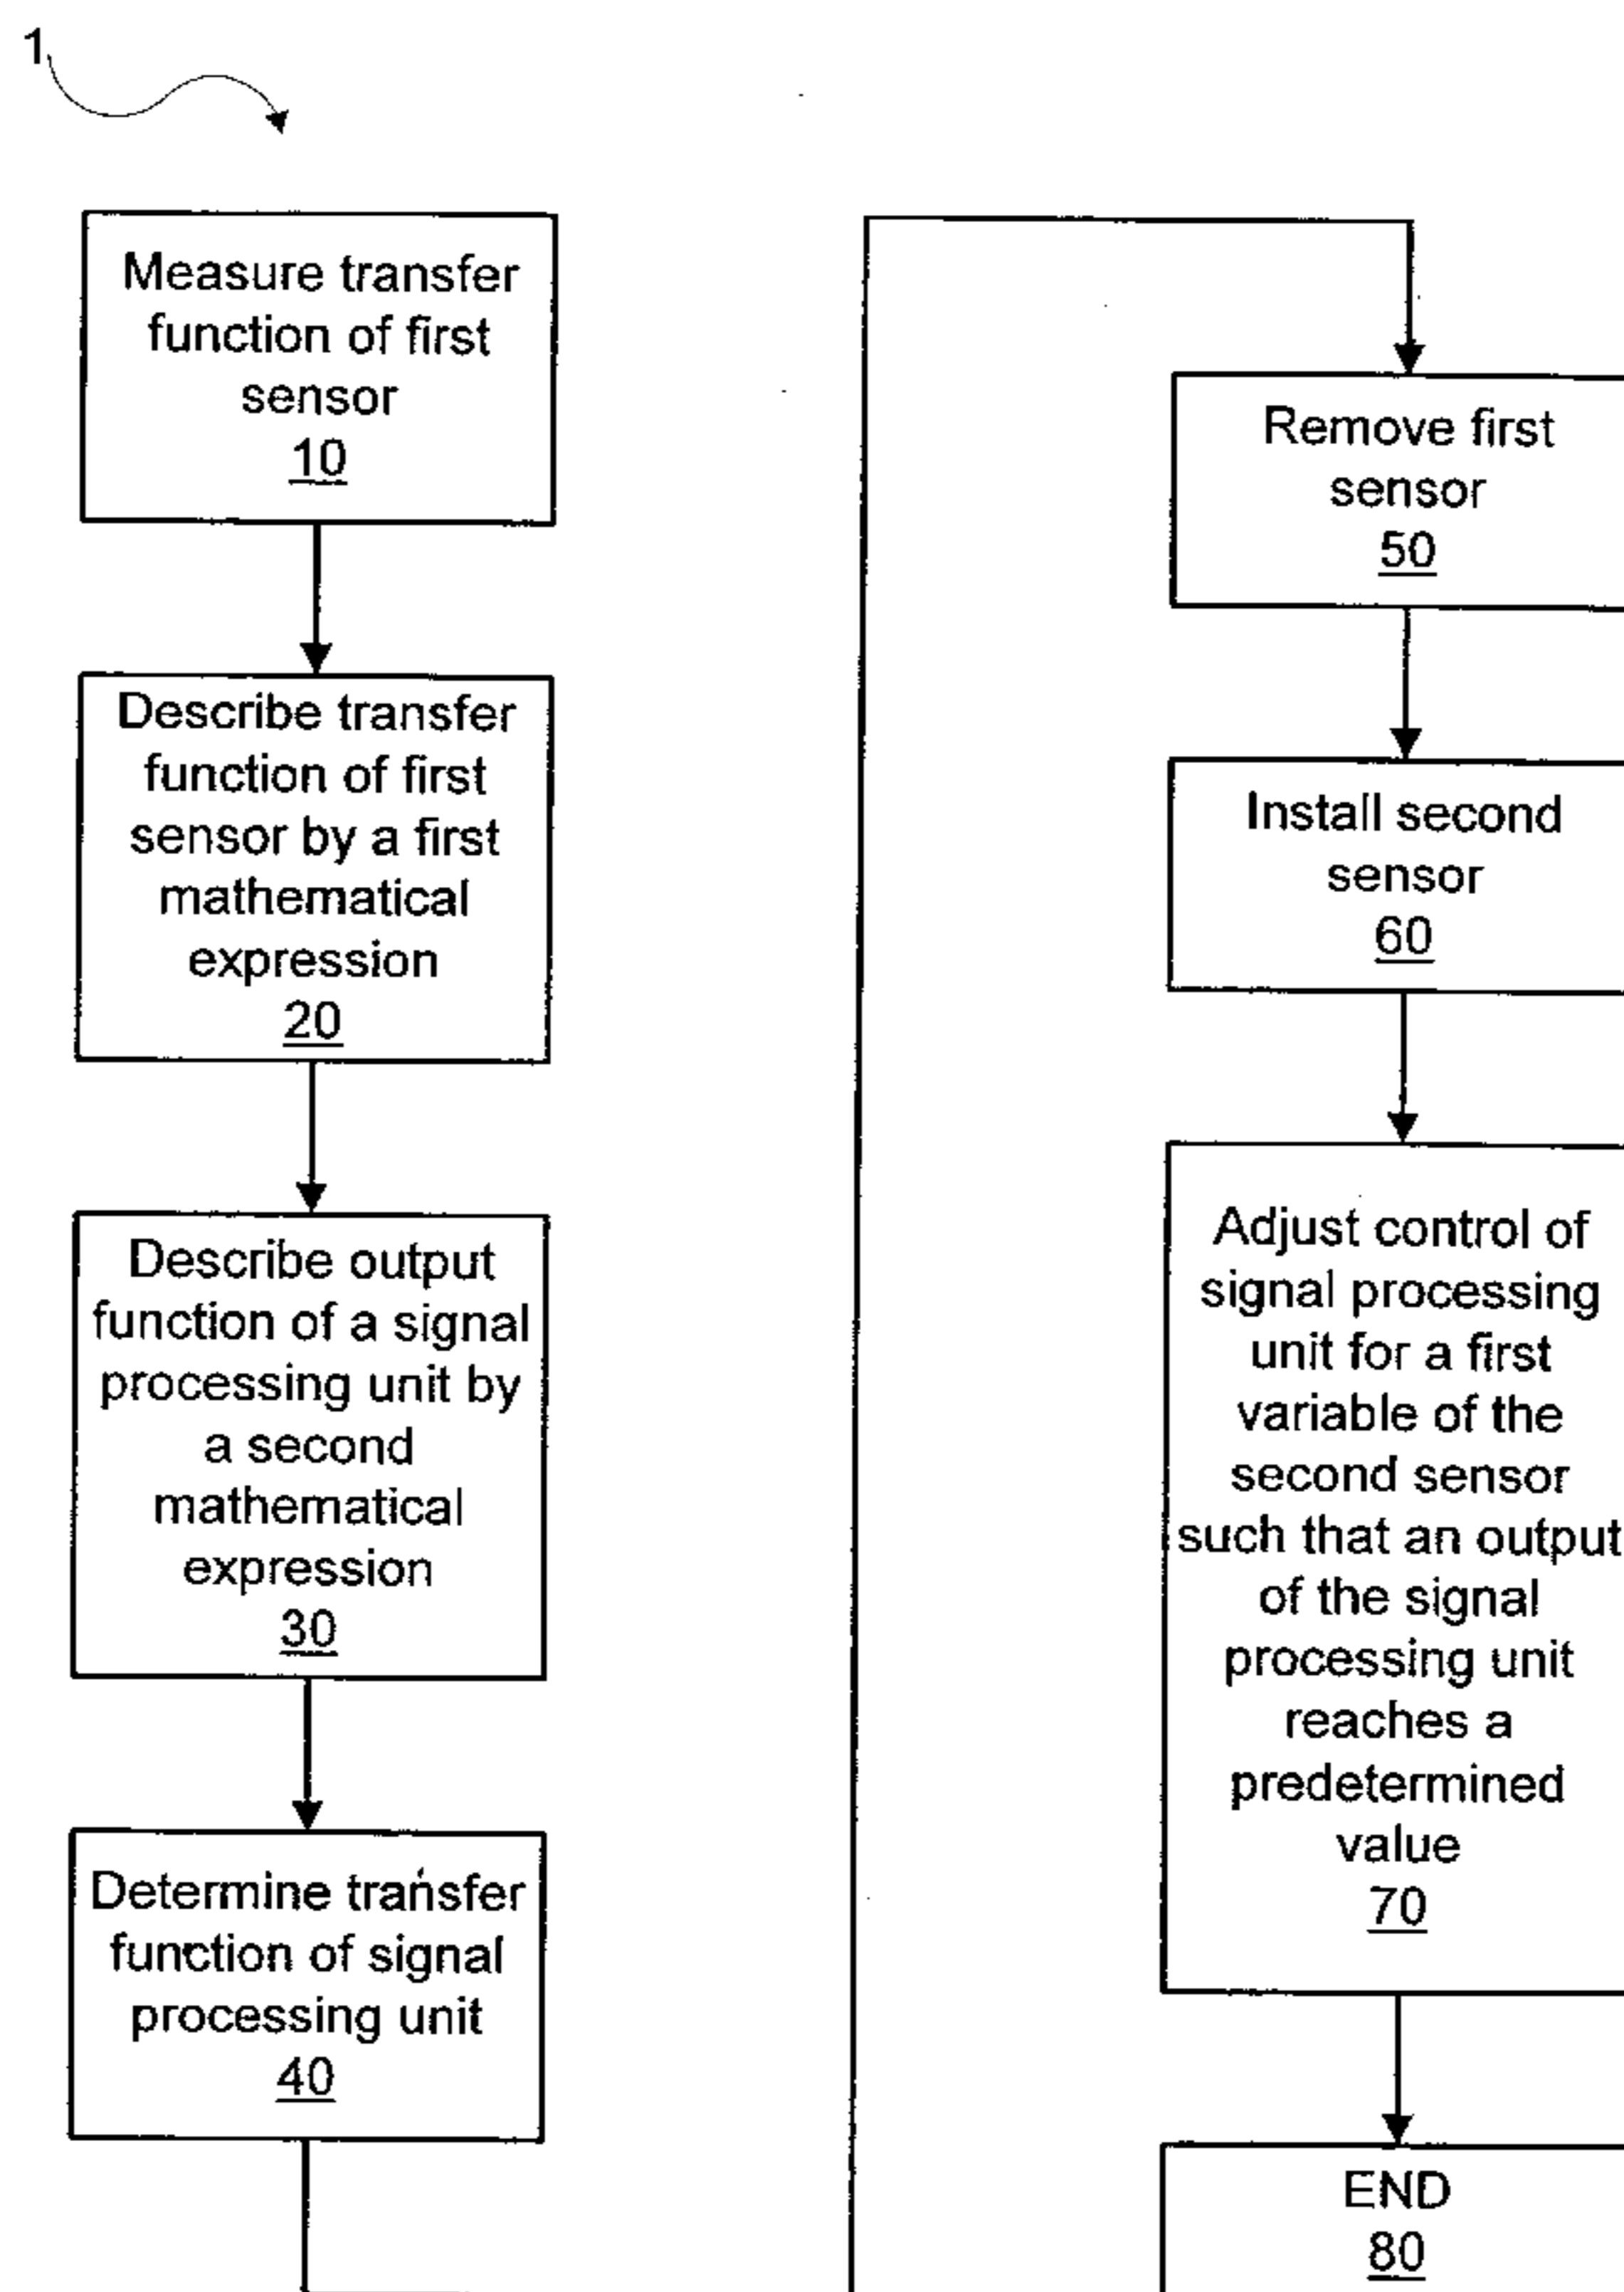 1
Measure transfer
function of first
sensor
10
Describe transfer
function of first
sensor by a first
mathematical
expression
20
Describe output
function of a signal
processing unit by
a second
mathematical
expression
30
Determine transfer
function of signal
processing unit
40
Remove first
sensor
50
Install second
sensor
60
Adjust control of
signal processing
unit for a first
variable of the
second sensor
such that an output
of the signal
processing unit
reaches a
predetermined
value
70
END
80